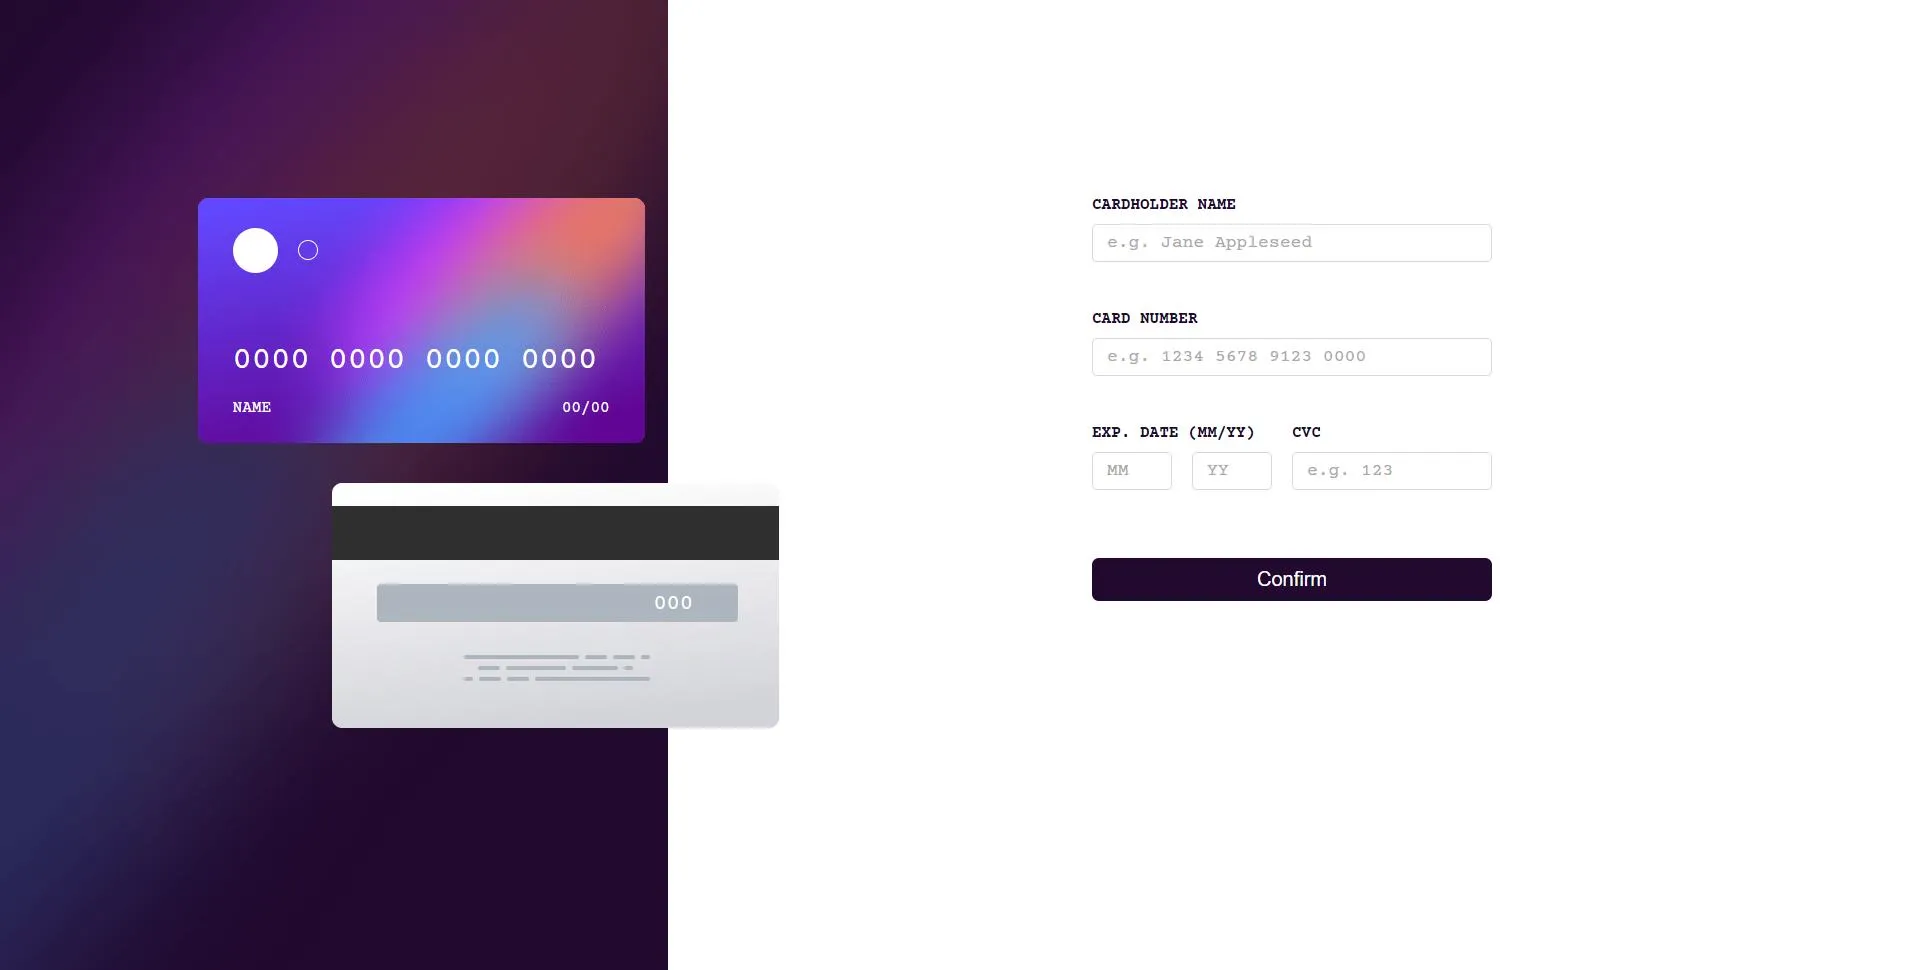 0000 0000 0000 0000
NAME 00/00
000
CARDHOLDER NAME
e.g. Jane Appleseed
CARD NUMBER
e.g. 1234 5678 9123 0000
EXP. DATE (MM/YY) CVC
MM YY e.g. 123
Confirm